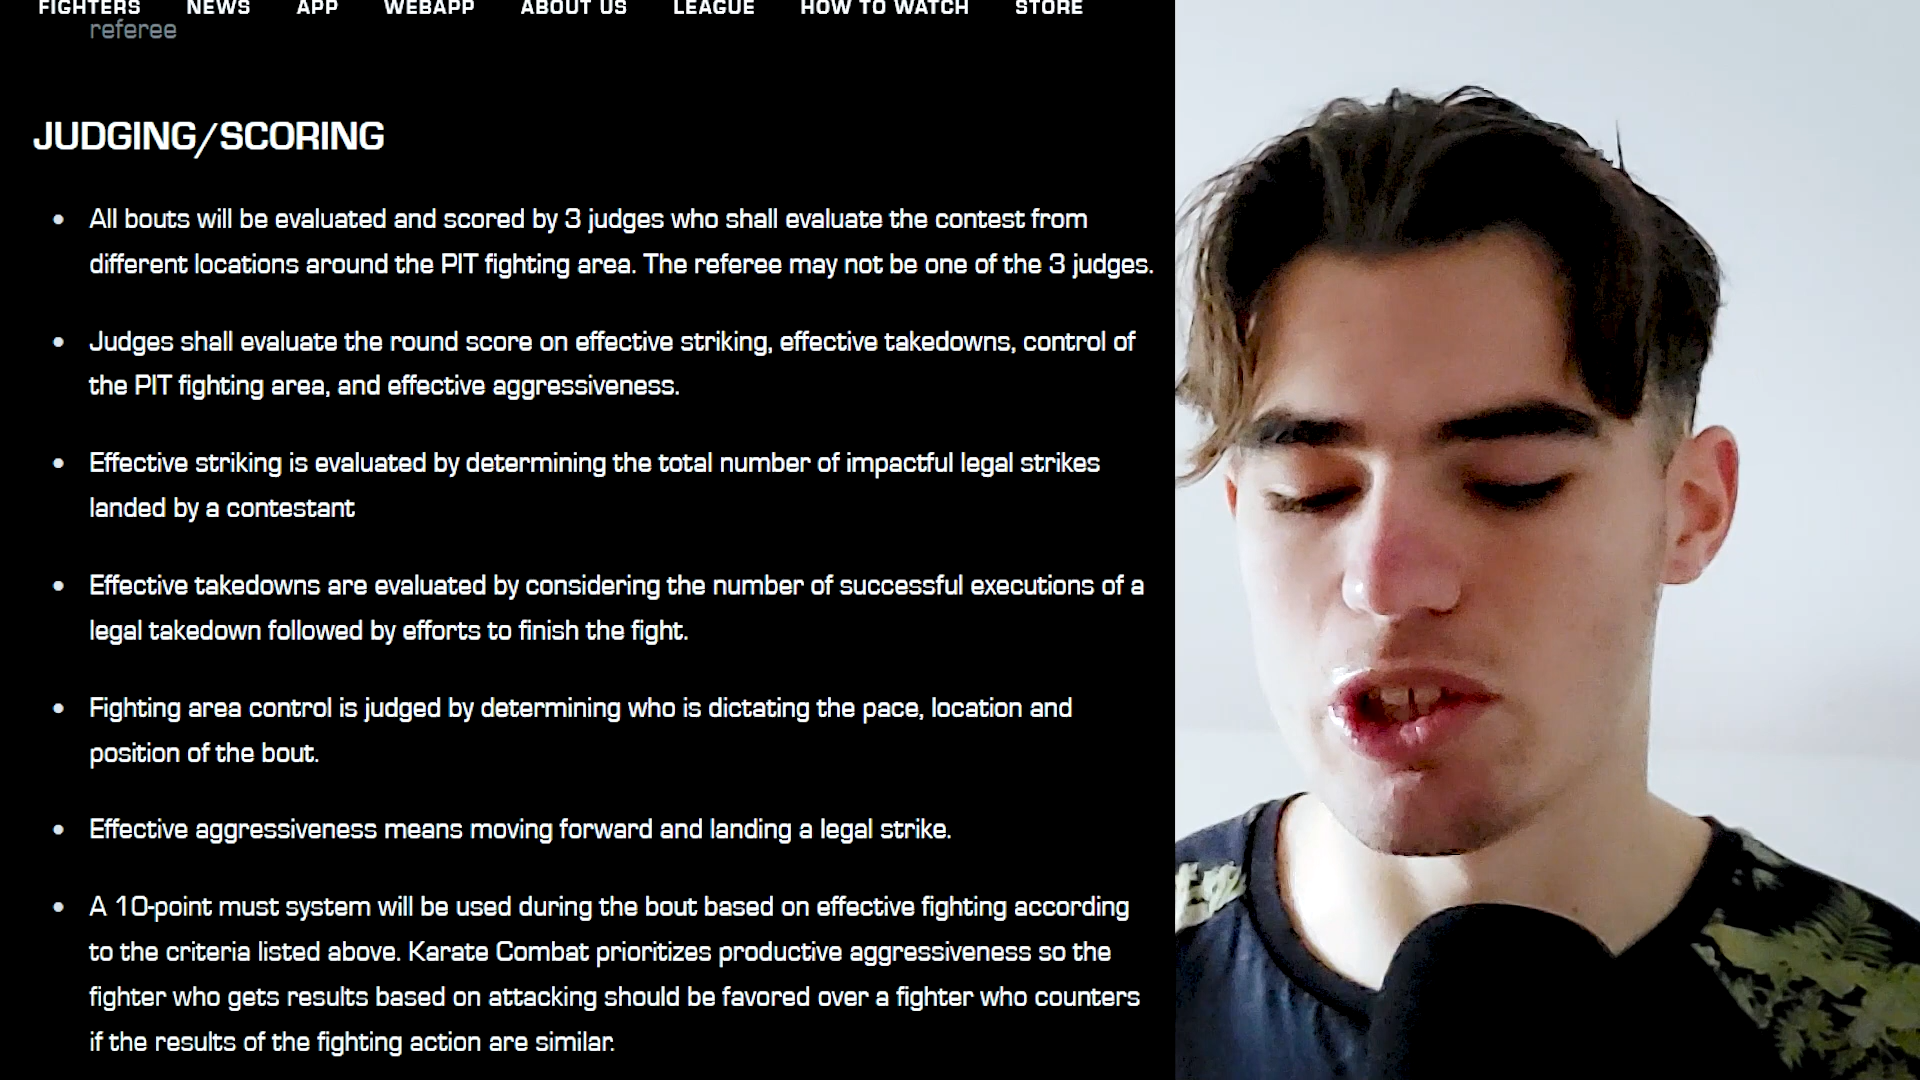 FIGHTERS NEWS APP WEBAPP ABOUT US LEAGUE HOW TO WATCH STORE
referee
JUDGING/SCORING
• All bouts will be evaluated and scored by 3 judges who shall evaluate the contest from
different locations around the PIT fighting area. The referee may not be one of the 3 judges.
• Judges shall evaluate the round score on effective striking, effective takedowns, control of
the PIT fighting area, and effective aggressiveness.
• Effective striking is evaluated by determining the total number of impactful legal strikes
landed by a contestant
• Effective takedowns are evaluated by considering the number of successful executions of a
legal takedown followed by efforts to finish the fight.
• Fighting area control is judged by determining who is dictating the pace, location and
position of the bout.
• Effective aggressiveness means moving forward and landing a legal strike.
• A 10-point must system will be used during the bout based on effective fighting according
to the criteria listed above. Karate Combat prioritizes productive aggressiveness so the
fighter who gets results based on attacking should be favored over a fighter who counters
if the results of the fighting action are similar.